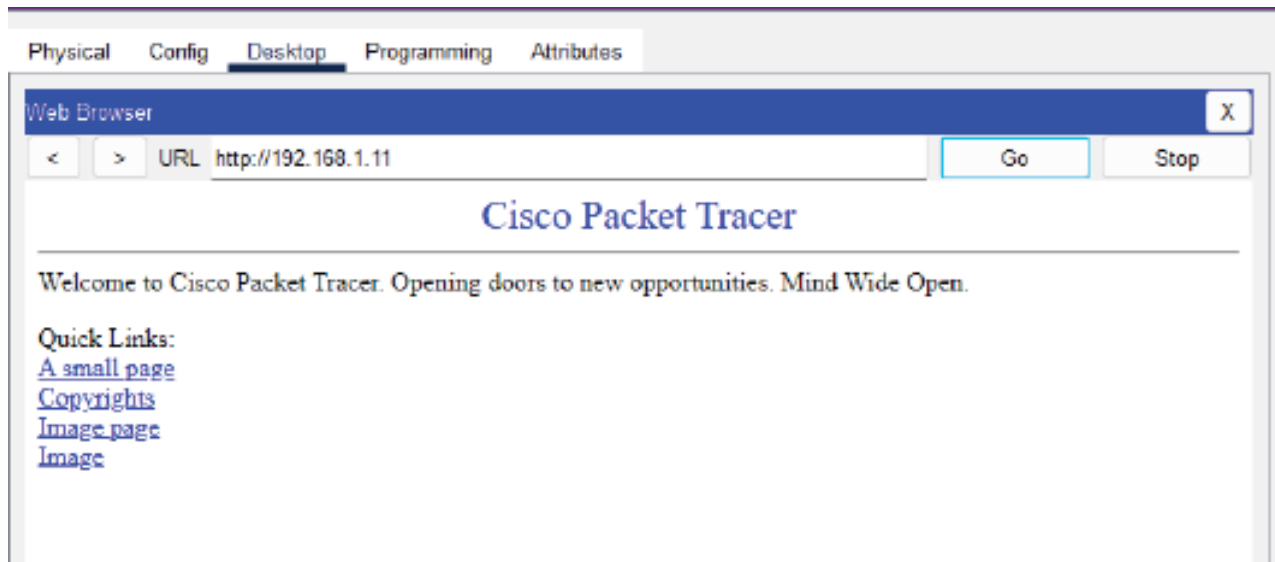 Physical Config Desktop Programming Attributes
Web Browser X
< > URL http://192.168.1.11 Go Stop
Cisco Packet Tracer
Welcome to Cisco Packet Tracer. Opening doors to new opportunities. Mind Wide Open.
Quick Links:
A small page
Copyrights
Image page
Image